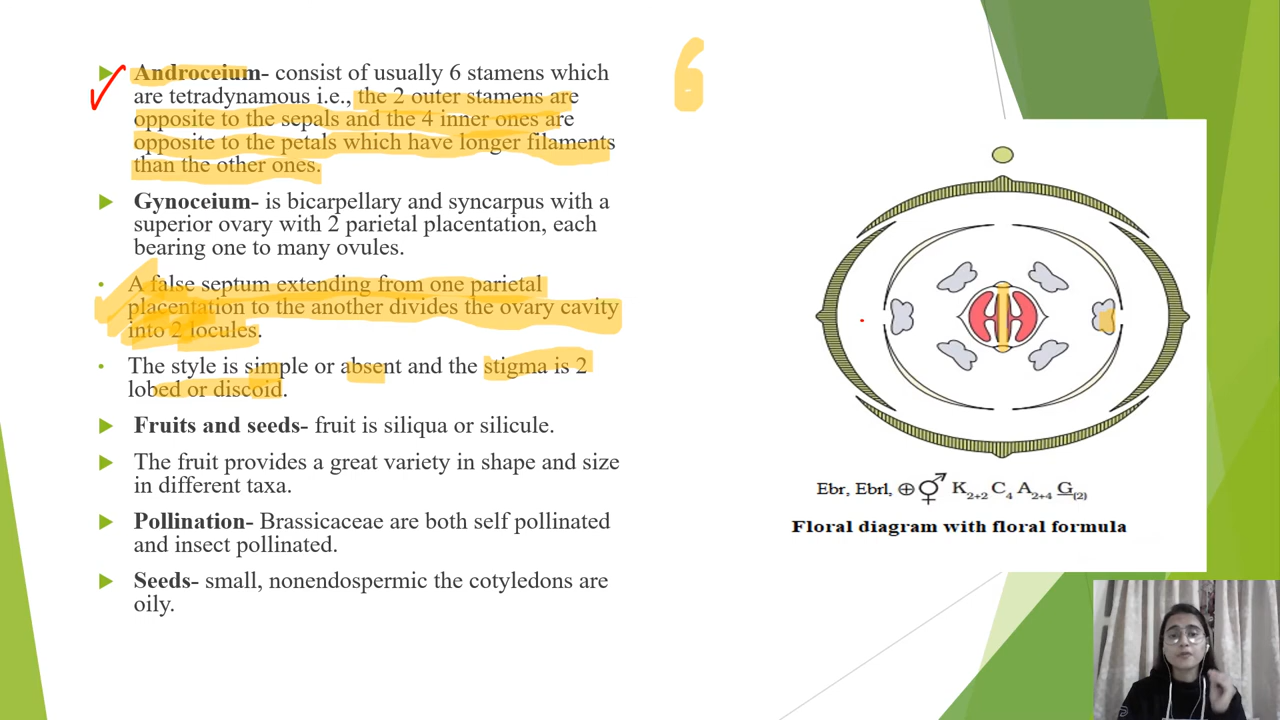 Androceium- consist of usually 6 stamens which
are tetradynamous i.e., the 2 outer stamens are
opposite to the sepals and the 4 inner ones are
opposite to the petals which have longer filaments
than the other ones.
Gynoceium- is bicarpellary and syncarpus with a
superior ovary with 2 parietal placentation, each
bearing one to many ovules.
A false septum extending from one parietal
placentation to the another divides the ovary cavity
into 2 locules.
The style is simple or absent and the stigma is 2
lobed or discoid.
Fruits and seeds- fruit is siliqua or silicule.
The fruit provides a great variety in shape and size
in different taxa.
Pollination- Brassicaceae are both self pollinated
and insect pollinated.
Seeds- small, nonendospermic the cotyledons are
oily.
6
Ebr, Ebrl, ⊕ ⚥ K2+2 C4 A2+4 G(2)
Floral diagram with floral formula